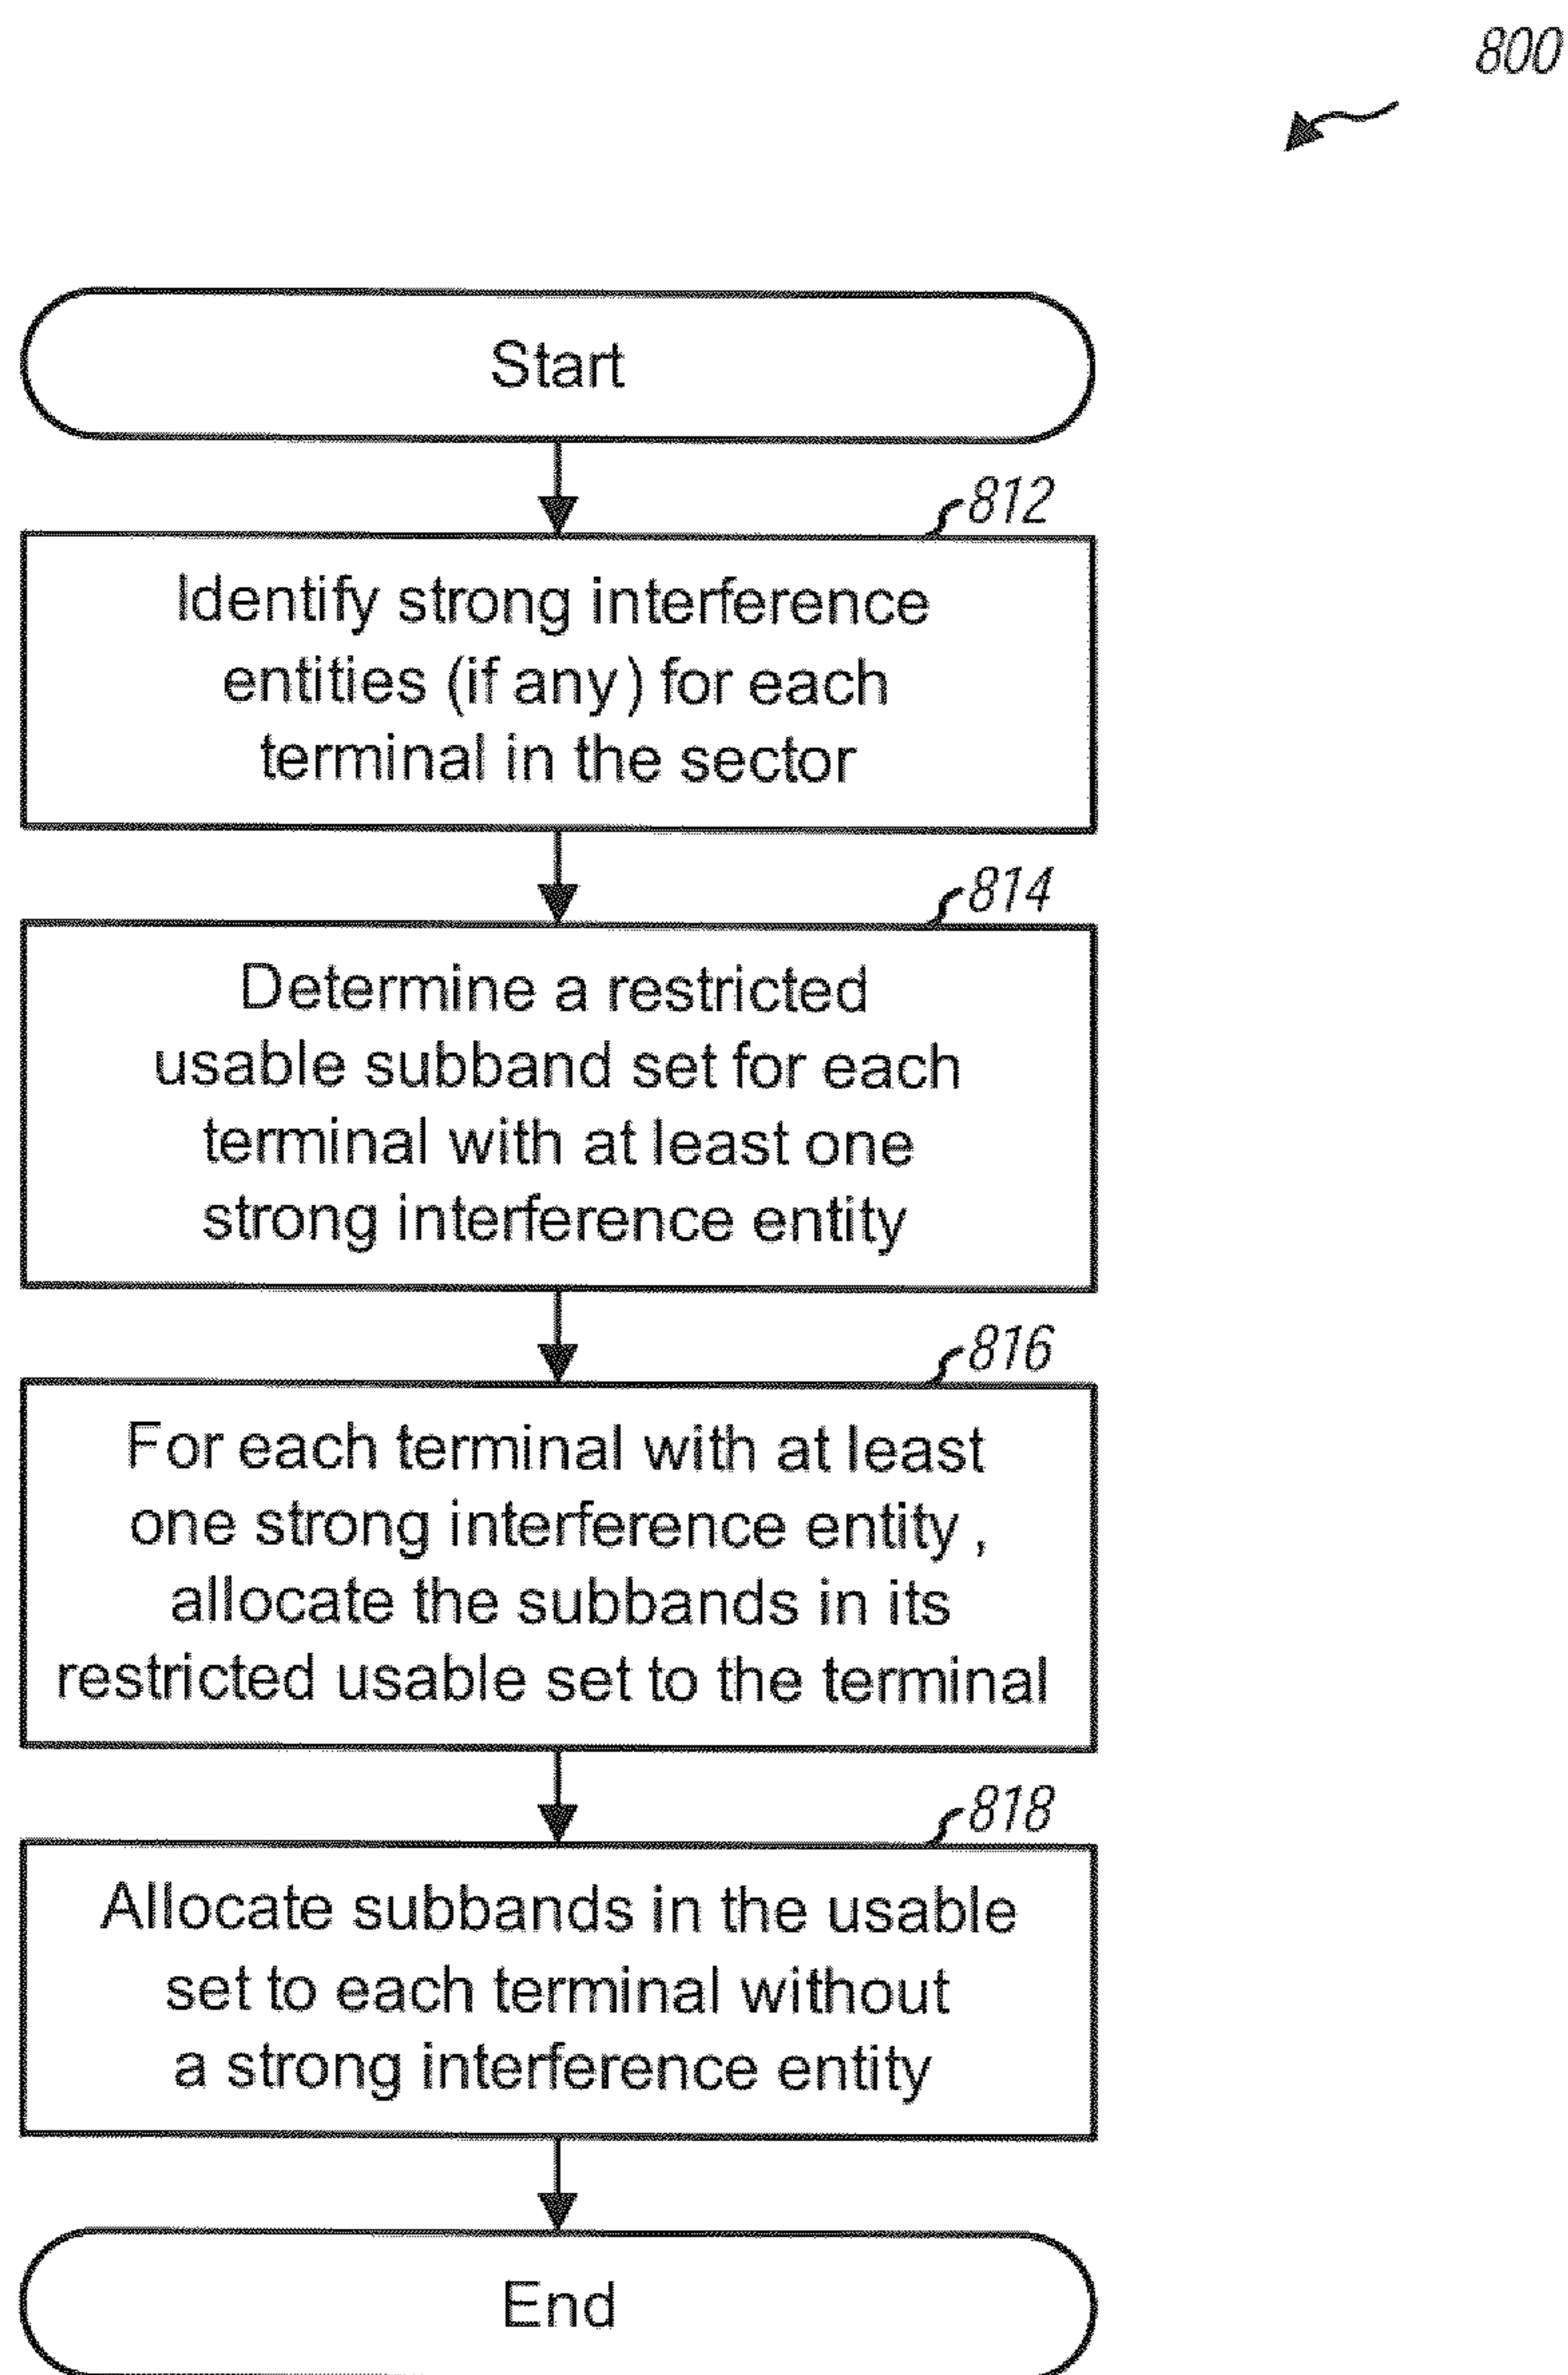 800
Start
812
Identify strong interference
entities (if any) for each
terminal in the sector
814
Determine a restricted
usable subband set for each
terminal with at least one
strong interference entity
816
For each terminal with at least
one strong interference entity ,
allocate the subbands in its
restricted usable set to the terminal
818
Allocate subbands in the usable
set to each terminal without
a strong interference entity
End